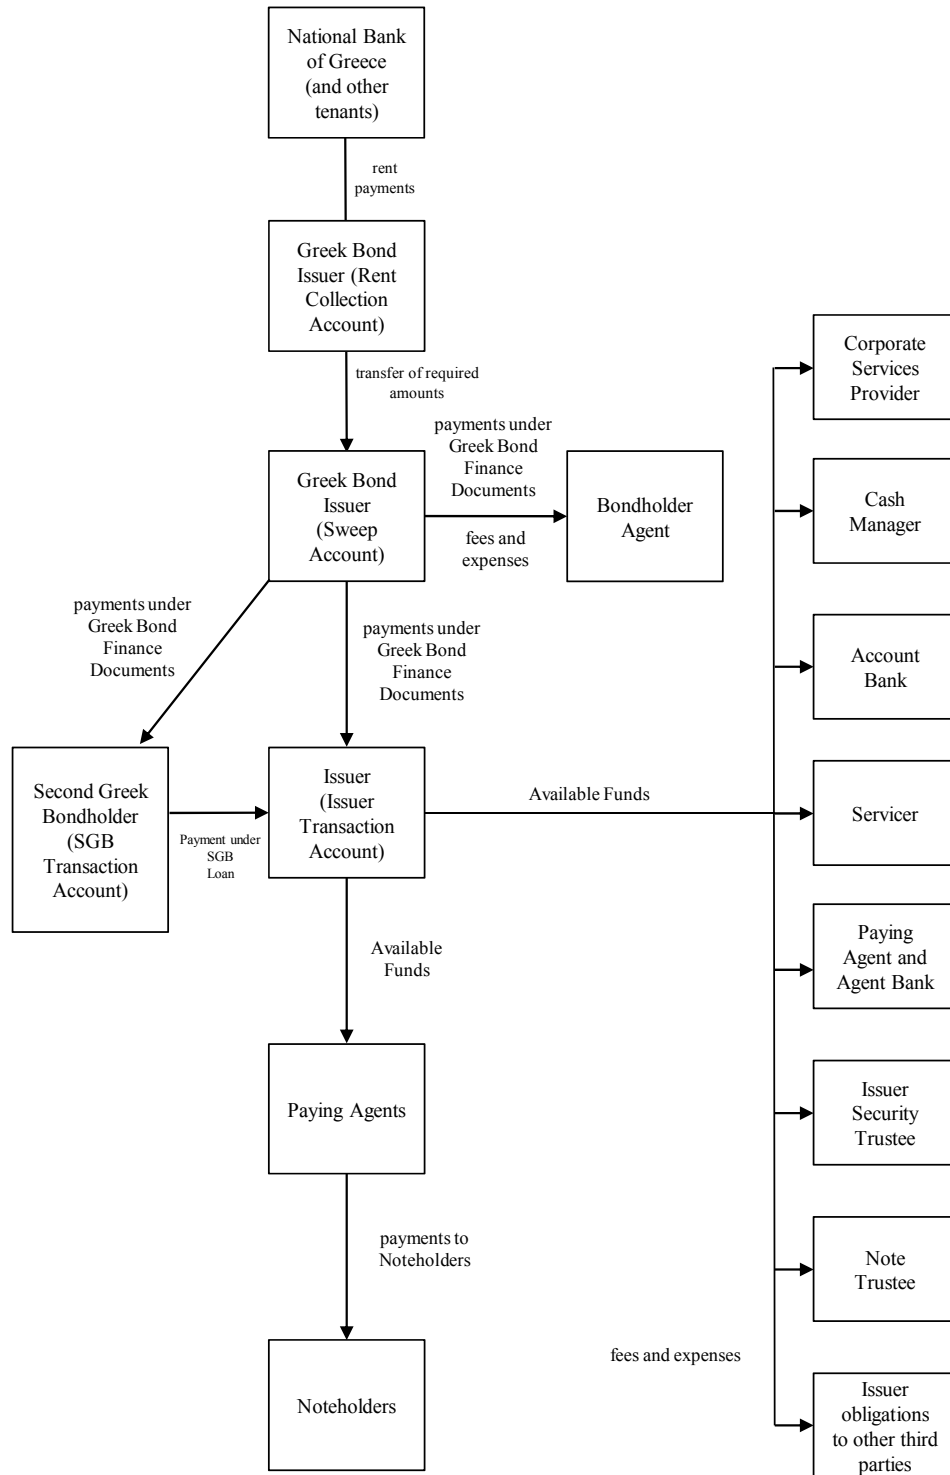 National Bank
of Greece
(and other
tenants)
rent
payments
Greek Bond
Issuer (Rent
Collection
Account)
transfer of required
amounts
Greek Bond
Issuer
(Sweep
Account)
payments under
Greek Bond
Finance
Documents
fees and
expenses
Bondholder
Agent
payments under
Greek Bond
Finance
Documents
payments under
Greek Bond
Finance
Documents
Second Greek
Bondholder
(SGB
Transaction
Account)
Payment under
SGB
Loan
Issuer
(Issuer
Transaction
Account)
Available Funds
Available
Funds
Paying Agents
payments to
Noteholders
Noteholders
Corporate
Services
Provider
Cash
Manager
Account
Bank
Servicer
Paying
Agent and
Agent Bank
Issuer
Security
Trustee
Note
Trustee
fees and expenses
Issuer
obligations
to other third
parties